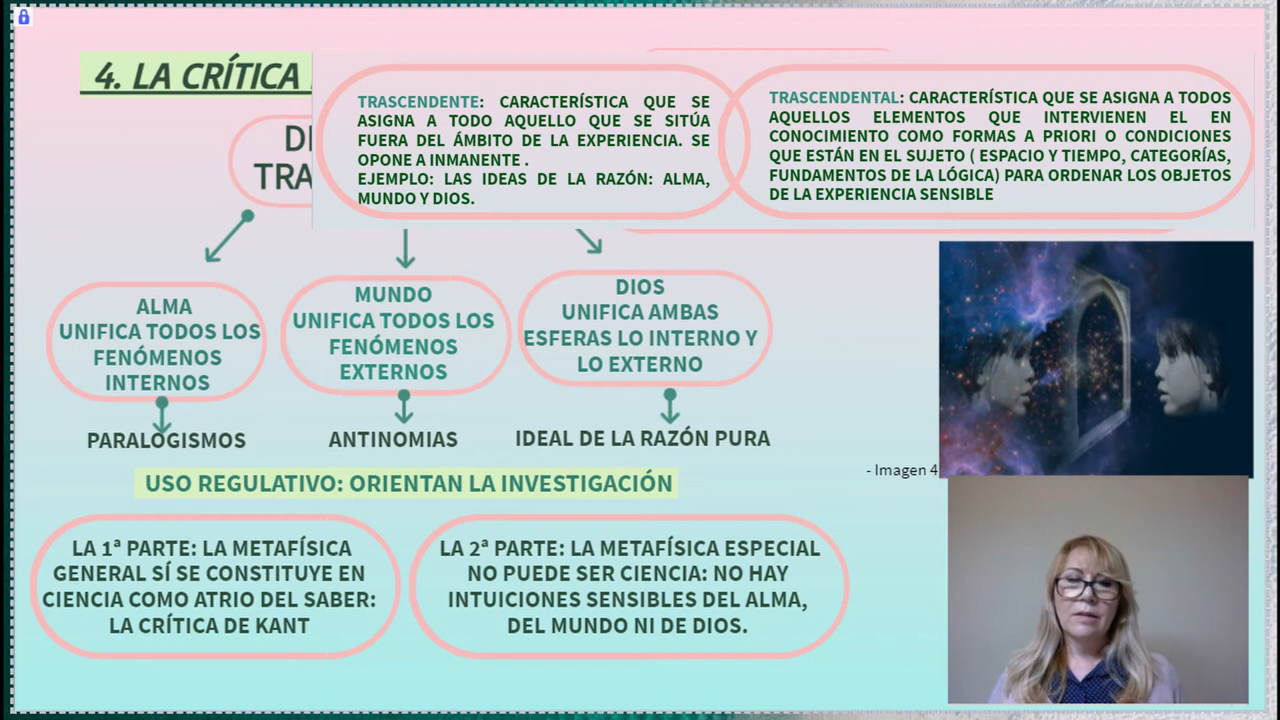 4. LA CRÍTICA
TRASCENDENTE: CARACTERÍSTICA QUE SE
ASIGNA A TODO AQUELLO QUE SE SITÚA
FUERA DEL ÁMBITO DE LA EXPERIENCIA. SE
OPONE A INMANENTE .
EJEMPLO: LAS IDEAS DE LA RAZÓN: ALMA,
MUNDO Y DIOS.
TRASCENDENTAL: CARACTERÍSTICA QUE SE ASIGNA A TODOS
AQUELLOS ELEMENTOS QUE INTERVIENEN EL EN
CONOCIMIENTO COMO FORMAS A PRIORI O CONDICIONES
QUE ESTÁN EN EL SUJETO ( ESPACIO Y TIEMPO, CATEGORÍAS,
FUNDAMENTOS DE LA LÓGICA) PARA ORDENAR LOS OBJETOS
DE LA EXPERIENCIA SENSIBLE
ALMA
UNIFICA TODOS LOS
FENÓMENOS
INTERNOS
MUNDO
UNIFICA TODOS LOS
FENÓMENOS
EXTERNOS
DIOS
UNIFICA AMBAS
ESFERAS LO INTERNO Y
LO EXTERNO
PARALOGISMOS
ANTINOMIAS
IDEAL DE LA RAZÓN PURA
- Imagen 4
USO REGULATIVO: ORIENTAN LA INVESTIGACIÓN
LA 1ª PARTE: LA METAFÍSICA
GENERAL SÍ SE CONSTITUYE EN
CIENCIA COMO ATRIO DEL SABER:
LA CRÍTICA DE KANT
LA 2ª PARTE: LA METAFÍSICA ESPECIAL
NO PUEDE SER CIENCIA: NO HAY
INTUICIONES SENSIBLES DEL ALMA,
DEL MUNDO NI DE DIOS.